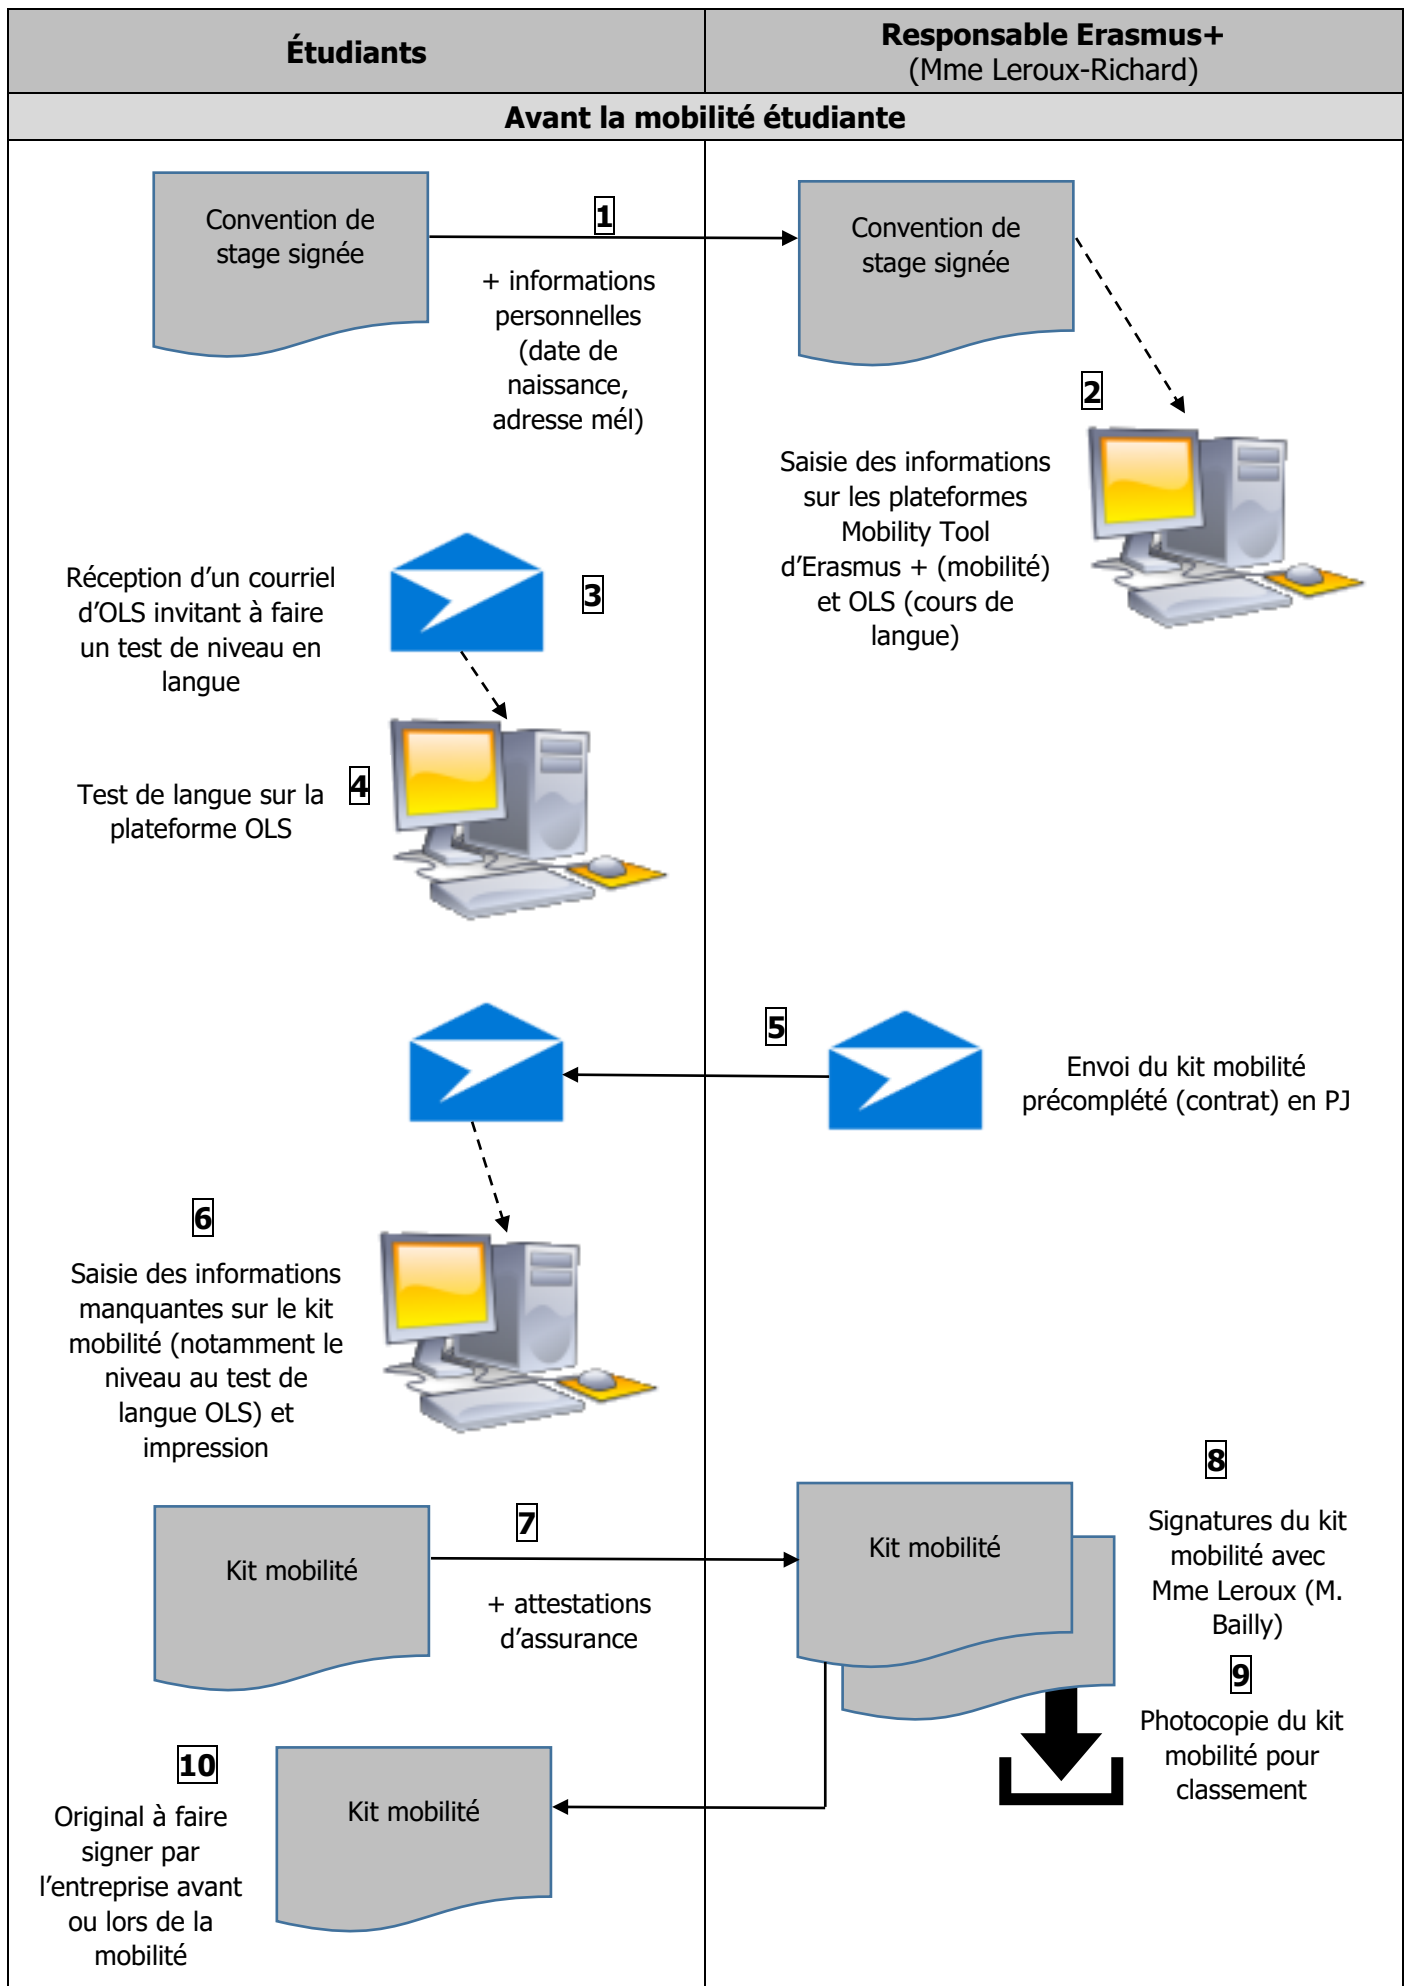 Étudiants
Responsable Erasmus+
(Mme Leroux-Richard)
Avant la mobilité étudiante
Convention de
stage signée
1
+ informations
personnelles
(date de
naissance,
adresse mél)
Convention de
stage signée
2
Saisie des informations
sur les plateformes
Mobility Tool
d’Erasmus + (mobilité)
et OLS (cours de
langue)
Réception d’un courriel
d’OLS invitant à faire
un test de niveau en
langue
3
Test de langue sur la
plateforme OLS
4
5
Envoi du kit mobilité
précomplété (contrat) en PJ
6
Saisie des informations
manquantes sur le kit
mobilité (notamment le
niveau au test de
langue OLS) et
impression
Kit mobilité
7
+ attestations
d’assurance
Kit mobilité
8
Signatures du kit
mobilité avec
Mme Leroux (M.
Bailly)
9
Photocopie du kit
mobilité pour
classement
10
Original à faire
signer par
l’entreprise avant
ou lors de la
mobilité
Kit mobilité